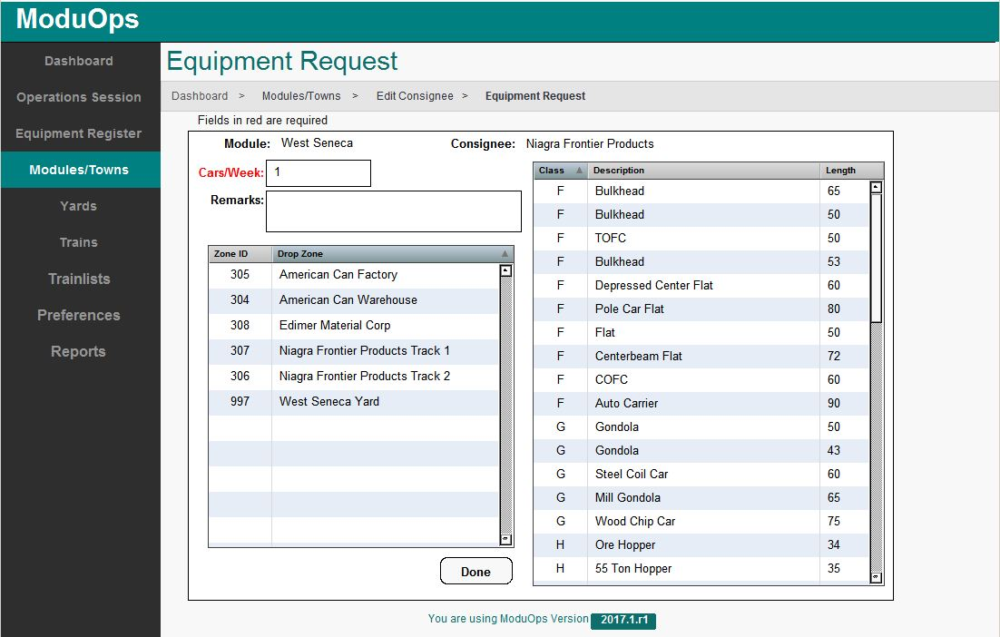 ModuOps
Dashboard
Operations Session
Equipment Register
Modules/Towns
Yards
Trains
Trainlists
Preferences
Reports
Equipment Request
Dashboard > Modules/Towns > Edit Consignee > Equipment Request
Fields in red are required
Module: West Seneca Consignee: Niagra Frontier Products
Cars/Week: 1
Remarks:
Zone ID Drop Zone
305 American Can Factory
304 American Can Warehouse
308 Edimer Material Corp
307 Niagra Frontier Products Track 1
306 Niagra Frontier Products Track 2
997 West Seneca Yard
Done
Class Description Length
F Bulkhead 65
F Bulkhead 50
F TOFC 50
F Bulkhead 53
F Depressed Center Flat 60
F Pole Car Flat 80
F Flat 50
F Centerbeam Flat 72
F COFC 60
F Auto Carrier 90
G Gondola 50
G Gondola 43
G Steel Coil Car 60
G Mill Gondola 65
G Wood Chip Car 75
H Ore Hopper 34
H 55 Ton Hopper 35
You are using ModuOps Version 2017.1.r1